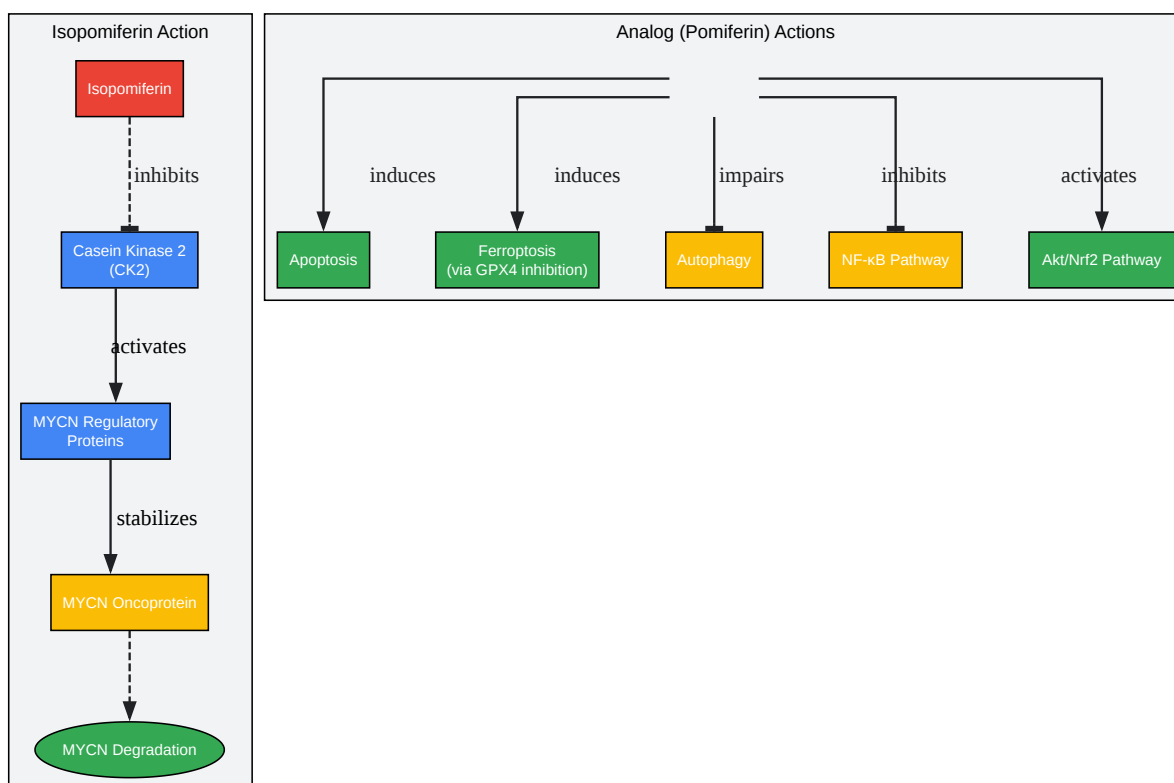 Isopomiferin Action
Isopomiferin
inhibits
Casein Kinase 2
(CK2)
activates
MYCN Regulatory
Proteins
stabilizes
MYCN Oncoprotein
MYCN Degradation
Analog (Pomiferin) Actions
induces
induces
impairs
inhibits
activates
Apoptosis
Ferroptosis
(via GPX4 inhibition)
Autophagy
NF-κB Pathway
Akt/Nrf2 Pathway